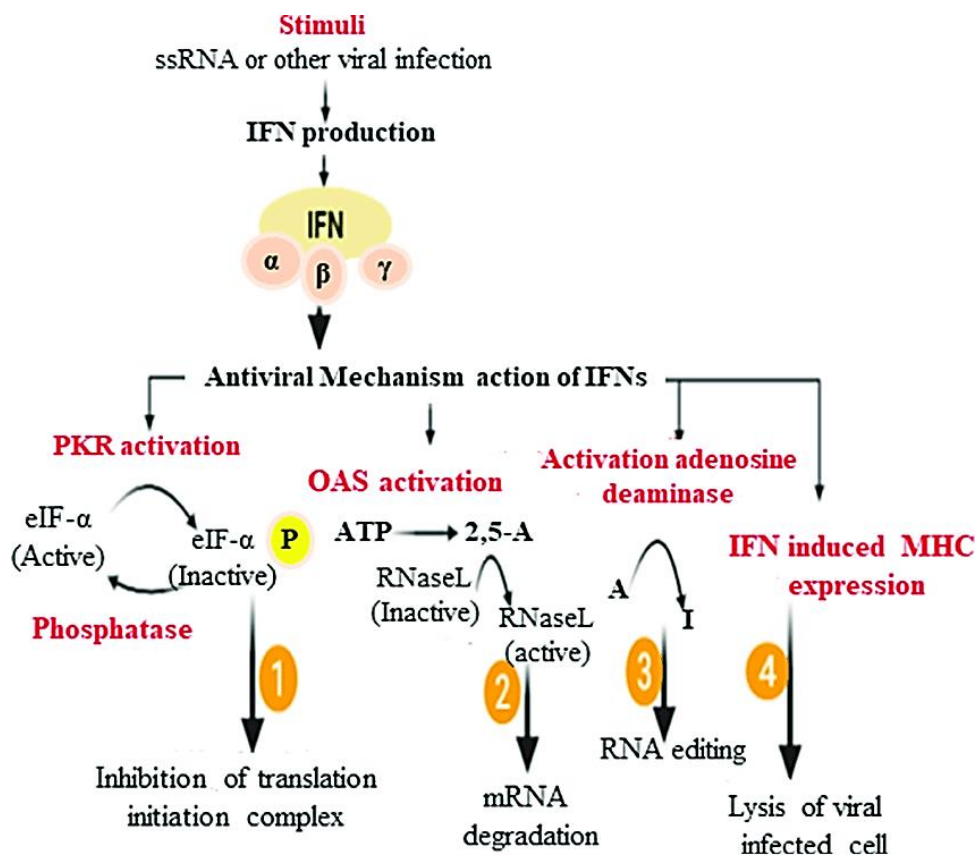 Stimuli
ssRNA or other viral infection
IFN production
IFN
α
β
γ
Antiviral Mechanism action of IFNs
PKR activation
eIF-α
(Active)
eIF-α
(Inactive)
P
Phosphatase
1
Inhibition of translation
initiation complex
OAS activation
ATP
2,5-A
RNaseL
(Inactive)
RNaseL
(active)
2
mRNA
degradation
Activation adenosine
deaminase
A
I
3
RNA editing
IFN induced MHC
expression
4
Lysis of viral
infected cell